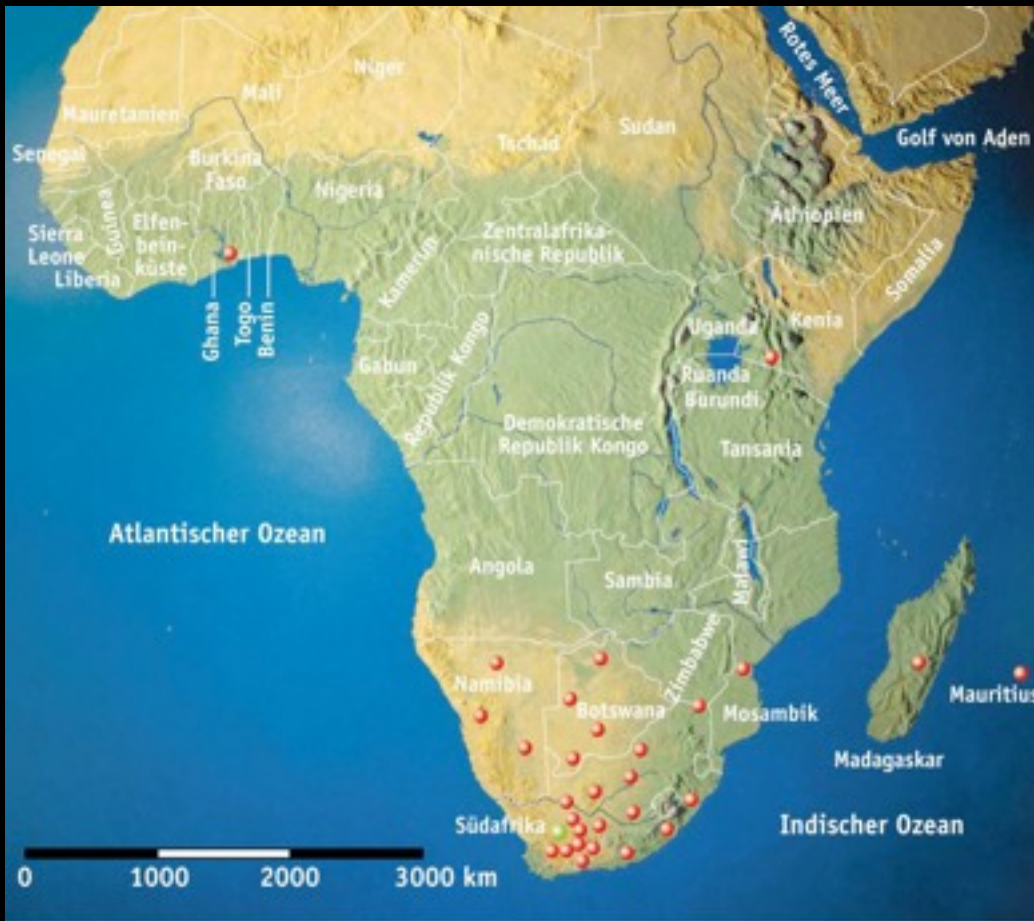 Niger
Mali
Mauretanien
Rotes Meer
Sudan
Tschad
Golf von Aden
Senegal
Burkina
Faso
Nigeria
Guinea
Elfen-
bein-
küste
Äthiopien
Sierra
Leone
Liberia
Zentralafrika-
nische Republik
Kamerun
Somalia
Ghana
Togo
Benin
Uganda
Kenia
Gabun
Republik Kongo
Ruanda
Burundi
Demokratische
Republik Kongo
Tansania
Atlantischer Ozean
Angola
Sambia
Malawi
Zimbabwe
Namibia
Botswana
Mosambik
Mauritius
Madagaskar
Südafrika
Indischer Ozean
0 1000 2000 3000 km